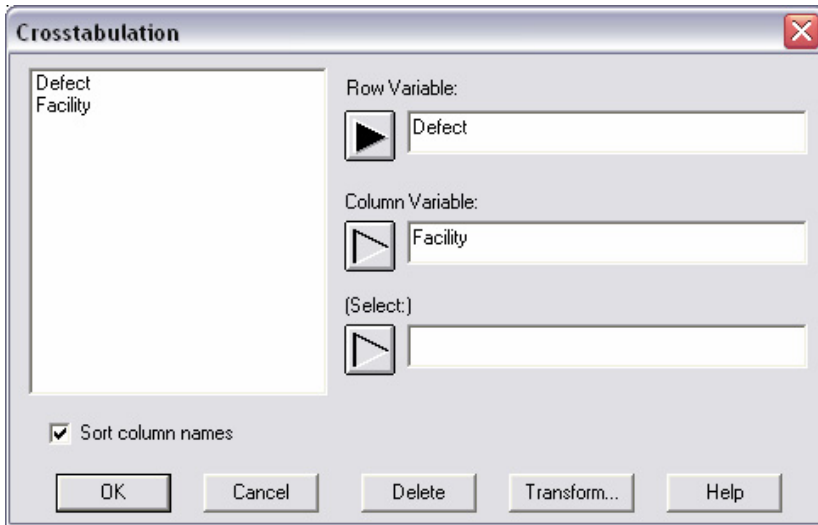 Crosstabulation
Defect
Facility
Row Variable:
Defect
Column Variable:
Facility
(Select:)
Sort column names
OK
Cancel
Delete
Transform...
Help